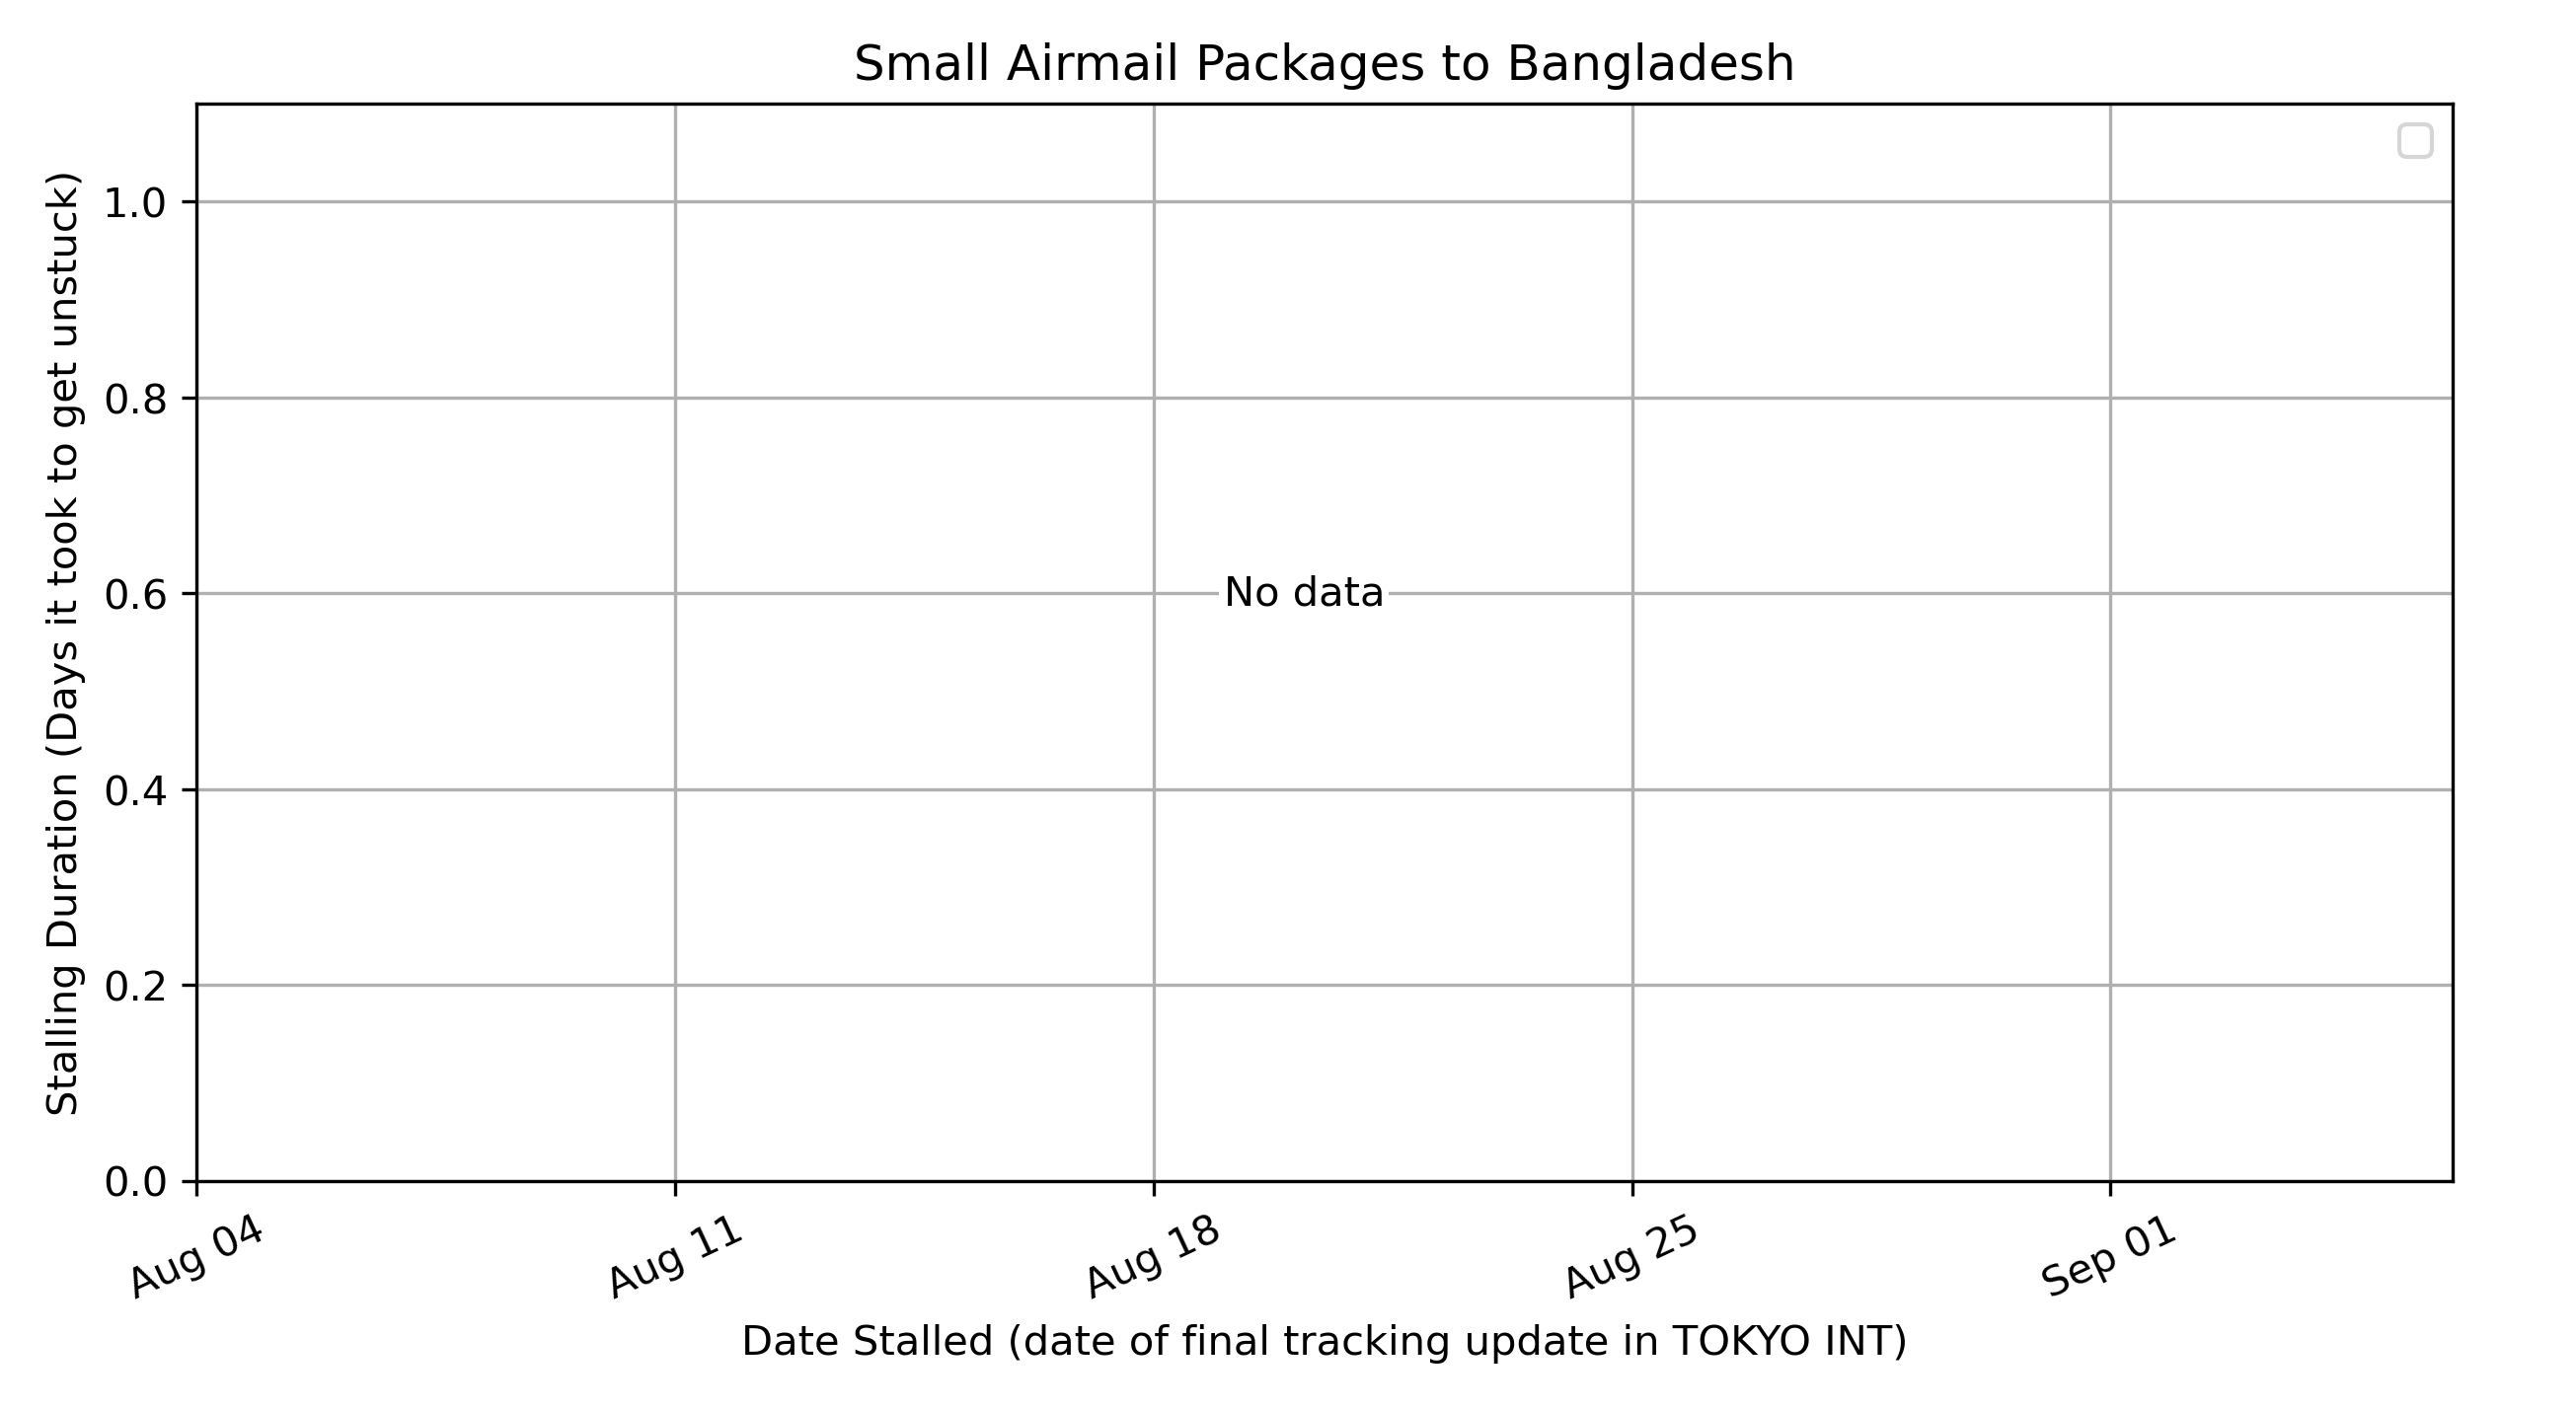 Small Airmail Packages to Bangladesh
Stalling Duration (Days it took to get unstuck)
1.0
0.8
0.6
0.4
0.2
0.0
No data
Aug 04
Aug 11
Aug 18
Aug 25
Sep 01
Date Stalled (date of final tracking update in TOKYO INT)